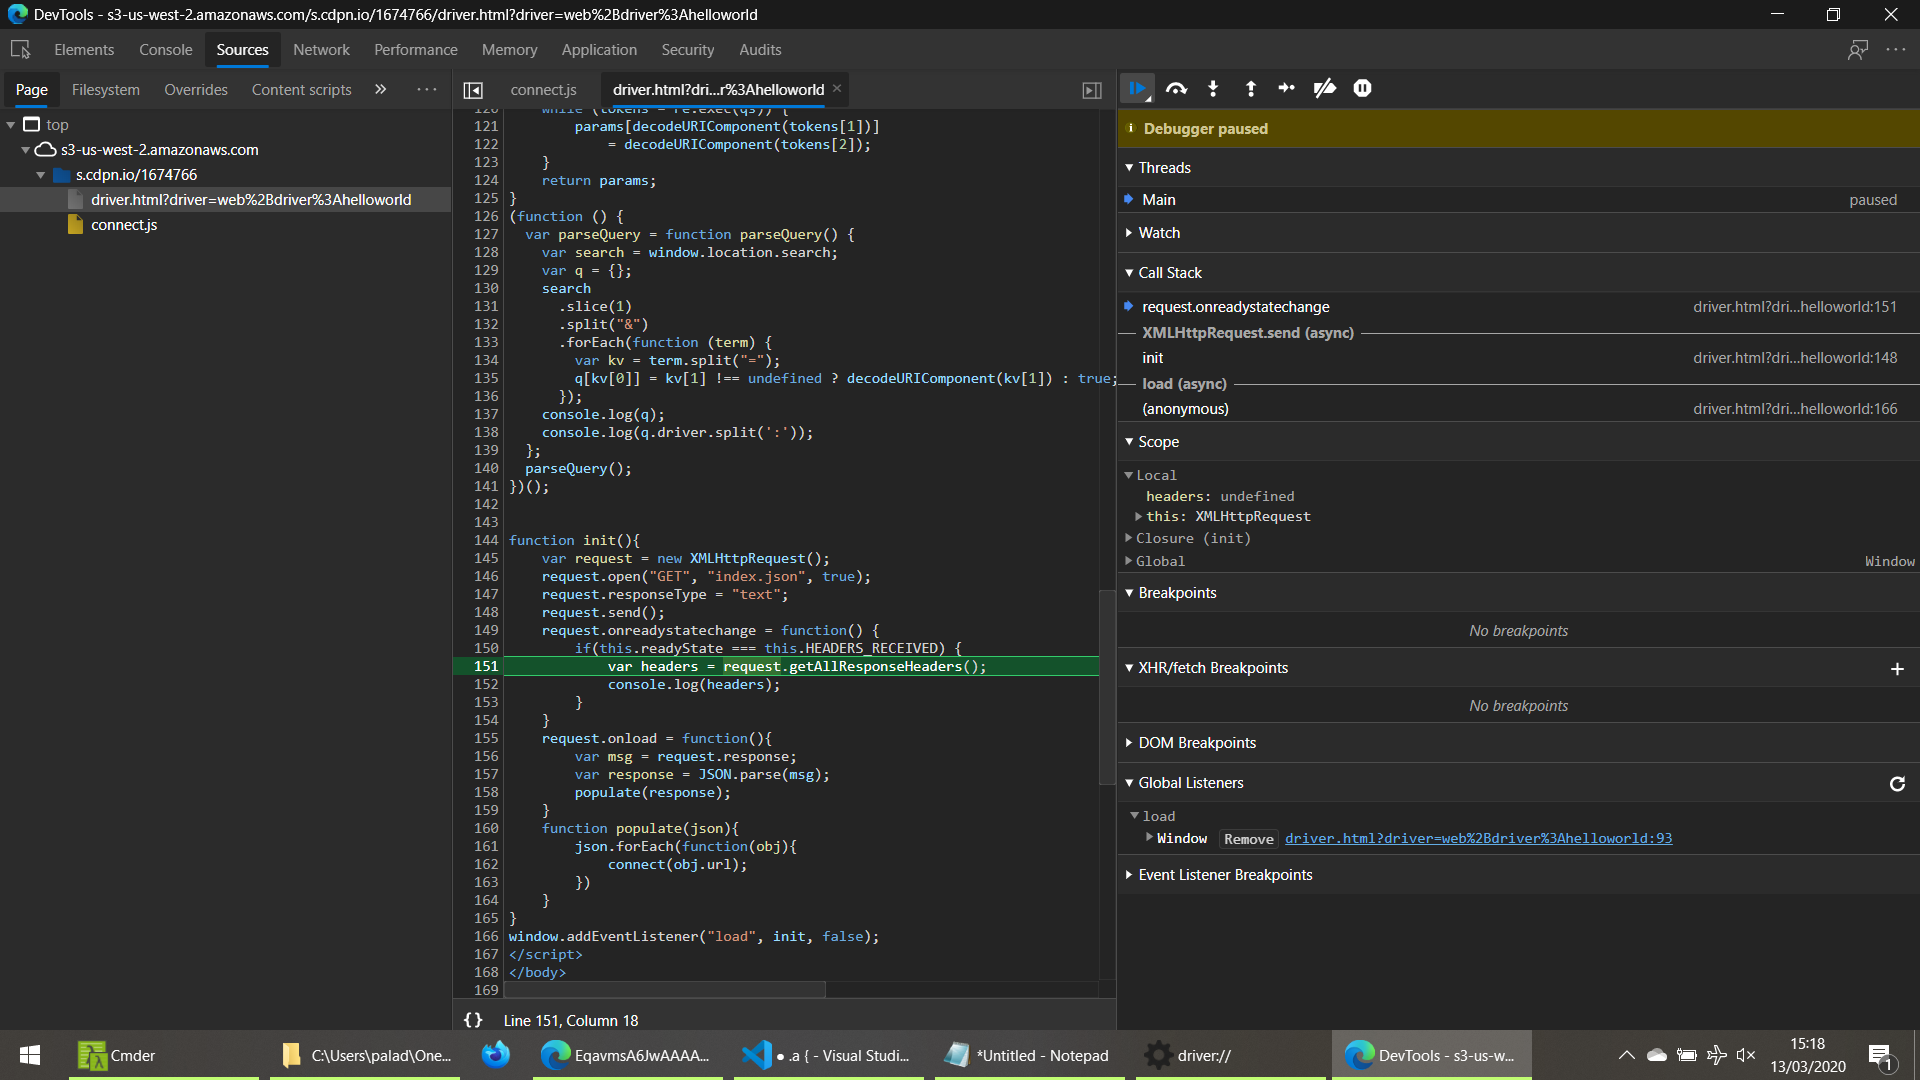 DevTools - s3-us-west-2.amazonaws.com/s.cdpn.io/1674766/driver.html?driver=web%2Bdriver%3Ahelloworld
Elements Console Sources Network Performance Memory Application Security Audits
Page Filesystem Overrides Content scripts » ···
top
s3-us-west-2.amazonaws.com
s.cdpn.io/1674766
driver.html?driver=web%2Bdriver%3Ahelloworld
connect.js
connect.js driver.html?dri...r%3Ahelloworld ×
120         while (tokens = re.exec(qs)) {
121         params[decodeURIComponent(tokens[1])]
122             = decodeURIComponent(tokens[2]);
123     }
124     return params;
125 }
126 (function () {
127   var parseQuery = function parseQuery() {
128     var search = window.location.search;
129     var q = {};
130     search
131       .slice(1)
132       .split("&")
133       .forEach(function (term) {
134         var kv = term.split("=");
135         q[kv[0]] = kv[1] !== undefined ? decodeURIComponent(kv[1]) : true;
136       });
137     console.log(q);
138     console.log(q.driver.split(':'));
139   };
140   parseQuery();
141 })();
142
143
144 function init(){
145     var request = new XMLHttpRequest();
146     request.open("GET", "index.json", true);
147     request.responseType = "text";
148     request.send();
149     request.onreadystatechange = function() {
150         if(this.readyState === this.HEADERS_RECEIVED) {
151             var headers = request.getAllResponseHeaders();
152             console.log(headers);
153         }
154     }
155     request.onload = function(){
156         var msg = request.response;
157         var response = JSON.parse(msg);
158         populate(response);
159     }
160     function populate(json){
161         json.forEach(function(obj){
162             connect(obj.url);
163         })
164     }
165 }
166 window.addEventListener("load", init, false);
167 </script>
168 </body>
169
{} Line 151, Column 18
Debugger paused
Threads
Main paused
Watch
Call Stack
request.onreadystatechange driver.html?dri...helloworld:151
XMLHttpRequest.send (async)
init driver.html?dri...helloworld:148
load (async)
(anonymous) driver.html?dri...helloworld:166
Scope
Local
headers: undefined
this: XMLHttpRequest
Closure (init)
Global Window
Breakpoints
No breakpoints
XHR/fetch Breakpoints +
No breakpoints
DOM Breakpoints
Global Listeners
load
Window Remove driver.html?driver=web%2Bdriver%3Ahelloworld:93
Event Listener Breakpoints
Cmder
C:\Users\palad\One...
EqavmsA6JwAAAA...
● .a { - Visual Studi...
*Untitled - Notepad
driver://
DevTools - s3-us-w...
15:18
13/03/2020
1